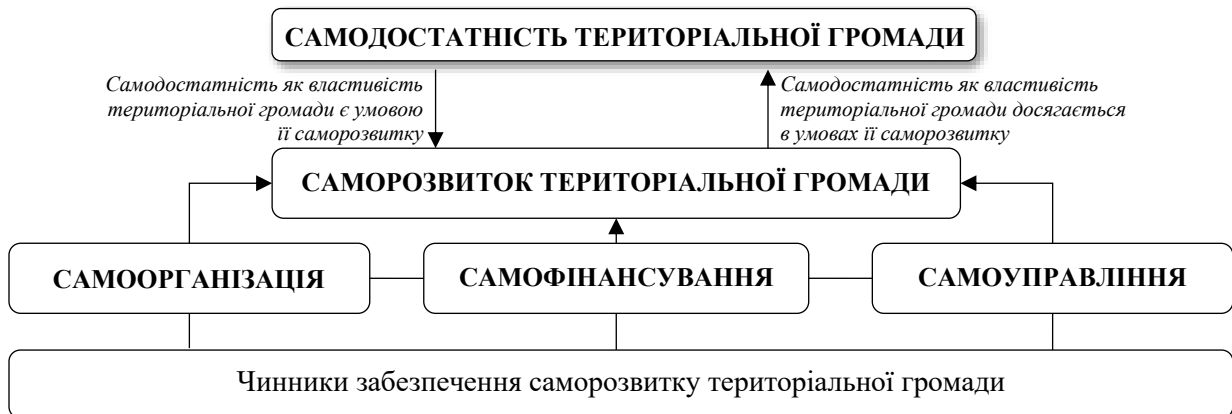 САМОДОСТАТНІСТЬ ТЕРИТОРІАЛЬНОЇ ГРОМАДИ
Самодостатність як властивість
територіальної громади є умовою
її саморозвитку
Самодостатність як властивість
територіальної громади досягається
в умовах її саморозвитку
САМОРОЗВИТОК ТЕРИТОРІАЛЬНОЇ ГРОМАДИ
САМООРГАНІЗАЦІЯ
САМОФІНАНСУВАННЯ
САМОУПРАВЛІННЯ
Чинники забезпечення саморозвитку територіальної громади